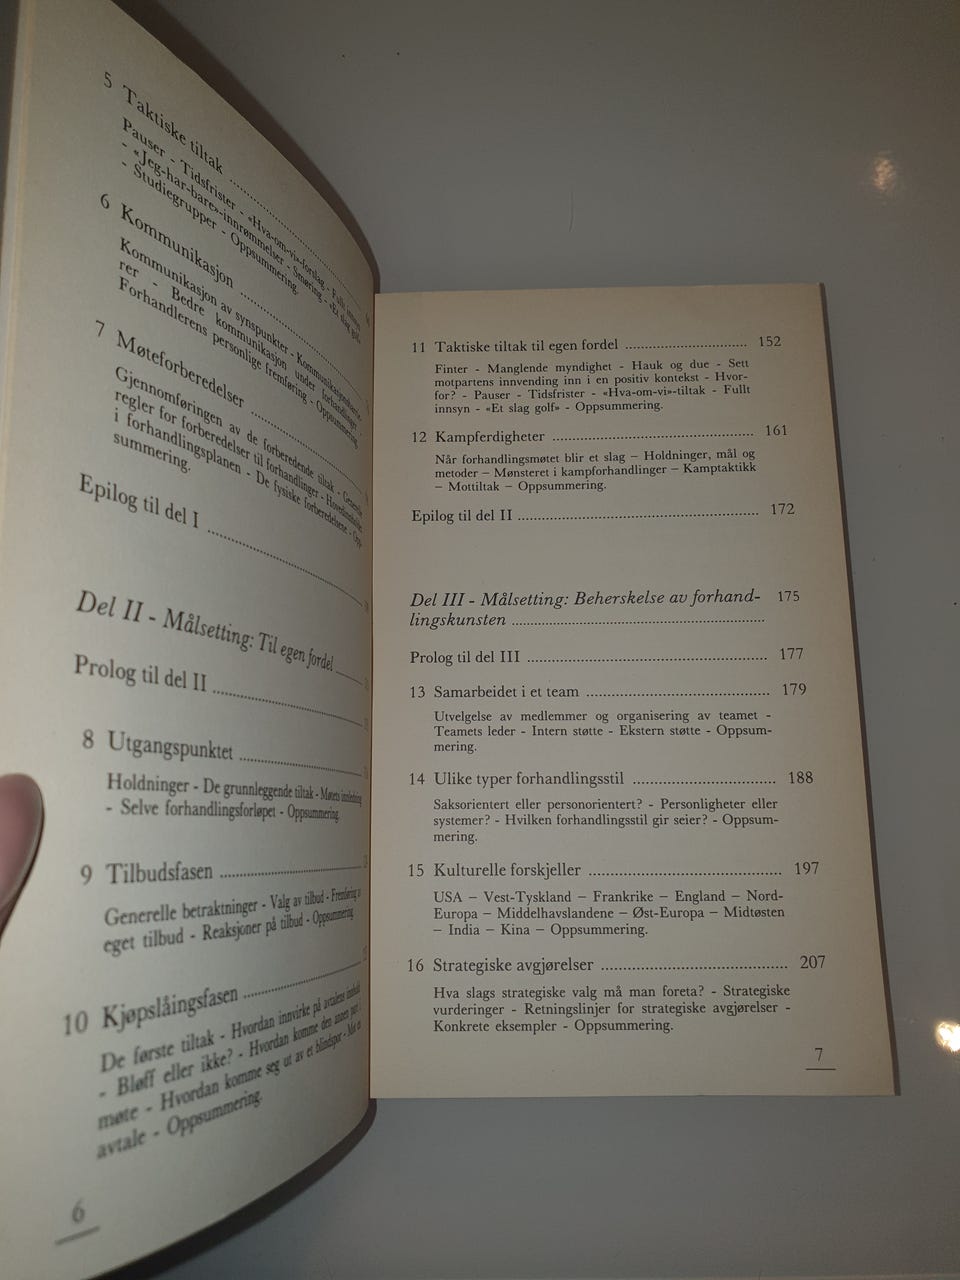 5 Taktiske tiltak ....................
Pauser - Tidsfrister - «Hva-om-vi»-forslag - Fullt innsyn
- «Jeg-har-bare»-innrømmelser - Smøring - «Et slag golf»
- Studiegrupper - Oppsummering.
6 Kommunikasjon ....................
Kommunikasjon av synspunkter -
rer - Bedre kommunikasjon under forhandlinger -
Forhandlerens personlige fremføring - Oppsummering
7 Møteforberedelser ....................
Gjennomføringen av de forberedende tiltak - Generelle
regler for forberedelser til forhandlinger -
i forhandlingsplanen - De fysiske forberedelsene - Opp-
summering.
Epilog til del I ....................
Del II - Målsetting: Til egen fordel
Prolog til del II ....................
8 Utgangspunktet ....................
Holdninger - De grunnleggende tiltak - Møtets innledning
- Selve forhandlingsforløpet - Oppsummering.
9 Tilbudsfasen ....................
Generelle betraktninger - Valg av tilbud - Fremføring av
eget tilbud - Reaksjoner på tilbud - Oppsummering
10 Kjøpslåingsfasen ....................
De første tiltak - Hvordan innvirke på avtalens innhold
- Bløff eller ikke? - Hvordan komme den annen part i
møte - Hvordan komme seg ut av et blindspor - Mot en
avtale - Oppsummering.
6
11 Taktiske tiltak til egen fordel .................... 152
Finter - Manglende myndighet - Hauk og due - Sett
motpartens innvending inn i en positiv kontekst - Hvor-
for? - Pauser - Tidsfrister - «Hva-om-vi»-tiltak - Fullt
innsyn - «Et slag golf» - Oppsummering.
12 Kampferdigheter .................... 161
Når forhandlingsmøtet blir et slag – Holdninger, mål og
metoder – Mønsteret i kampforhandlinger – Kamptaktikk
– Mottiltak – Oppsummering.
Epilog til del II .................... 172
Del III - Målsetting: Beherskelse av forhand- 175
lingskunsten ....................
Prolog til del III .................... 177
13 Samarbeidet i et team .................... 179
Utvelgelse av medlemmer og organisering av teamet -
Teamets leder - Intern støtte - Ekstern støtte - Oppsum-
mering.
14 Ulike typer forhandlingsstil .................... 188
Saksorientert eller personorientert? - Personligheter eller
systemer? - Hvilken forhandlingsstil gir seier? - Oppsum-
mering.
15 Kulturelle forskjeller .................... 197
USA – Vest-Tyskland – Frankrike – England – Nord-
Europa – Middelhavslandene – Øst-Europa – Midtøsten
– India – Kina – Oppsummering.
16 Strategiske avgjørelser .................... 207
Hva slags strategiske valg må man foreta? - Strategiske
vurderinger - Retningslinjer for strategiske avgjørelser -
Konkrete eksempler - Oppsummering.
7